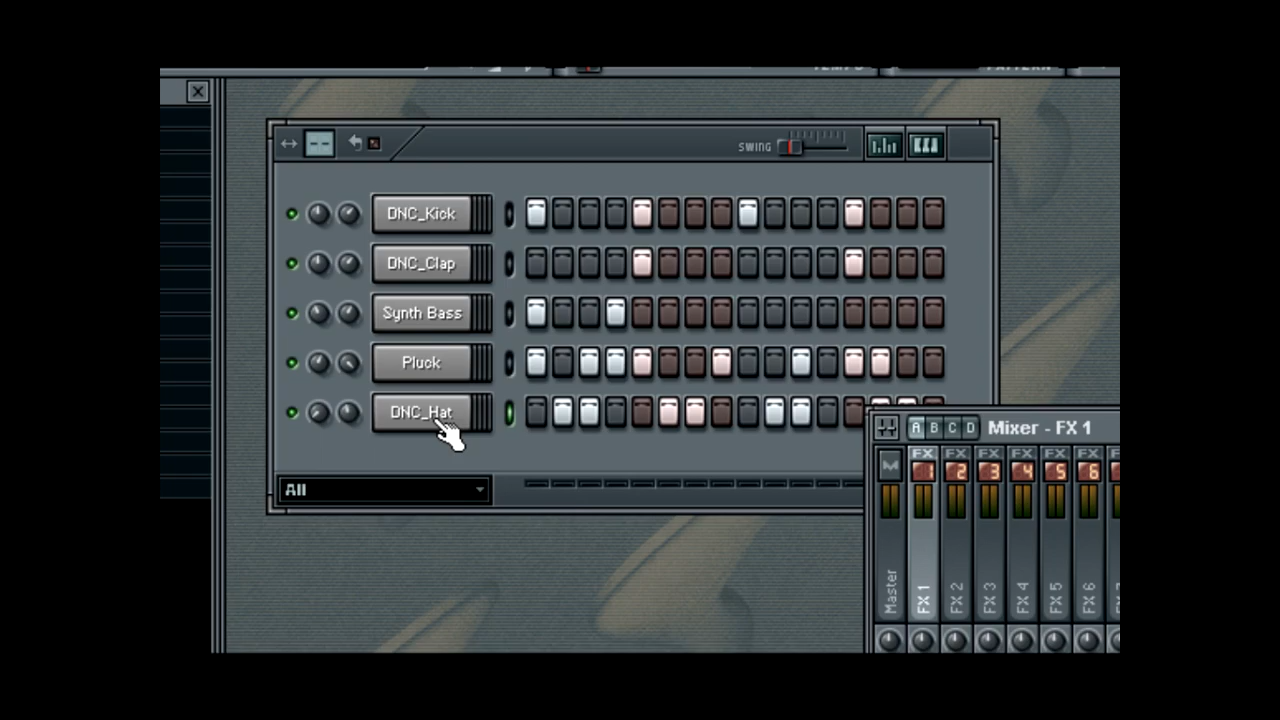 SWING
DNC_Kick
DNC_Clap
Synth Bass
Pluck
DNC_Hat
All
A B C D Mixer - FX 1
FX FX FX FX FX FX
1 2 3 4 5 6
Master FX 1 FX 2 FX 3 FX 4 FX 5 FX 6